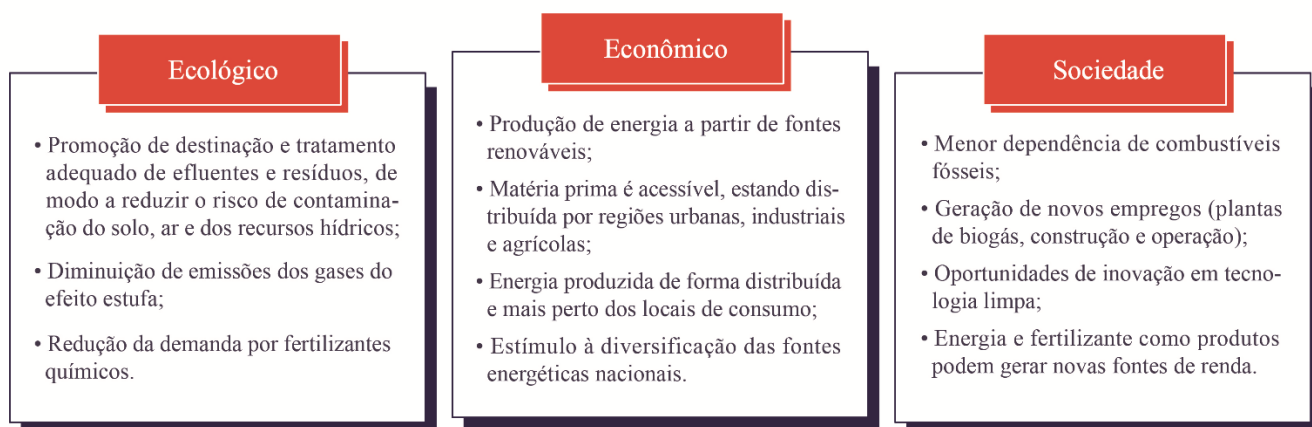 Ecológico
• Promoção de destinação e tratamento
adequado de efluentes e resíduos, de
modo a reduzir o risco de contamina-
ção do solo, ar e dos recursos hídricos;
• Diminuição de emissões dos gases do
efeito estufa;
• Redução da demanda por fertilizantes
químicos.
Econômico
• Produção de energia a partir de fontes
renováveis;
• Matéria prima é acessível, estando dis-
tribuída por regiões urbanas, industriais
e agrícolas;
• Energia produzida de forma distribuída
e mais perto dos locais de consumo;
• Estímulo à diversificação das fontes
energéticas nacionais.
Sociedade
• Menor dependência de combustíveis
fósseis;
• Geração de novos empregos (plantas
de biogás, construção e operação);
• Oportunidades de inovação em tecno-
logia limpa;
• Energia e fertilizante como produtos
podem gerar novas fontes de renda.